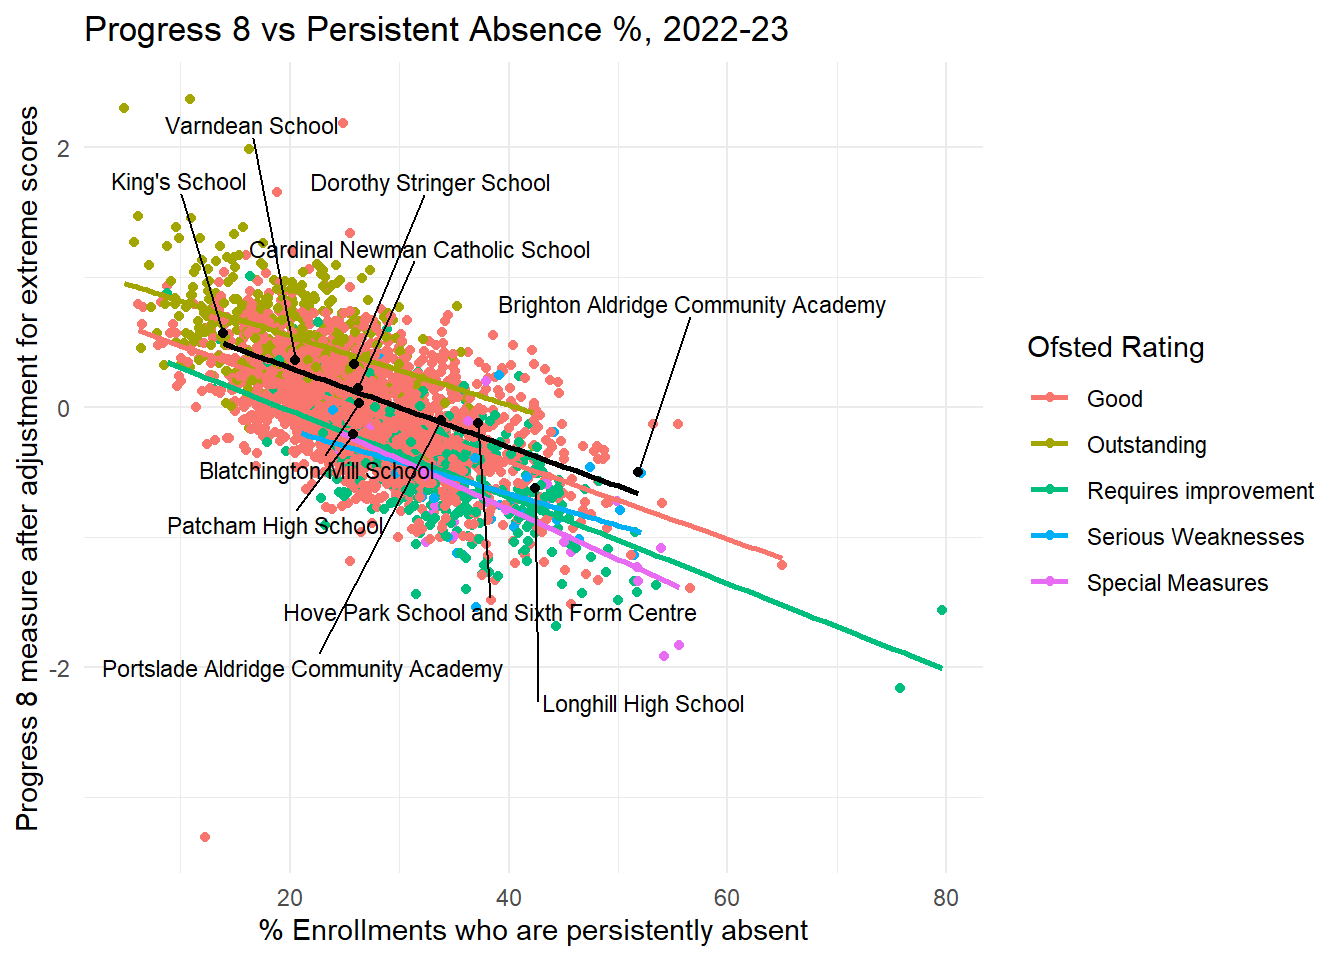 Progress 8 vs Persistent Absence %, 2022-23
Progress 8 measure after adjustment for extreme scores
2
0
-2
Varndean School
King's School
Dorothy Stringer School
Cardinal Newman Catholic School
Brighton Aldridge Community Academy
Blatchington Mill School
Patcham High School
Hove Park School and Sixth Form Centre
Portslade Aldridge Community Academy
Longhill High School
20
40
60
80
% Enrollments who are persistently absent
Ofsted Rating
Good
Outstanding
Requires improvement
Serious Weaknesses
Special Measures